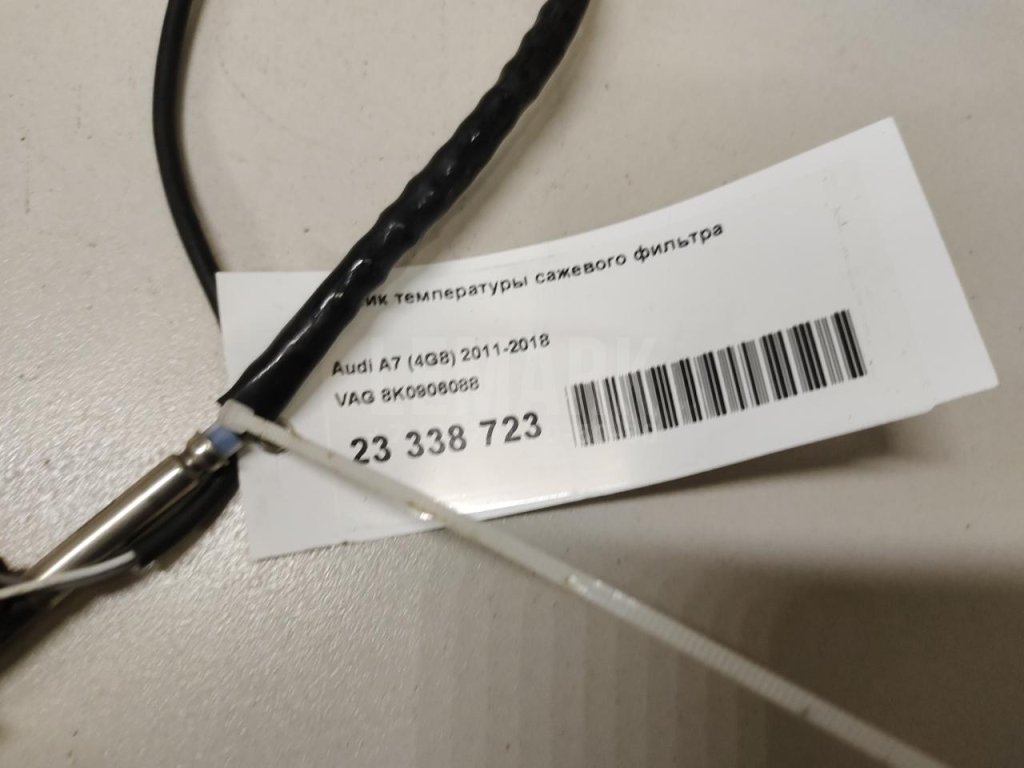 ик температуры сажевого фильтра
Audi A7 (4G8) 2011-2018
VAG 8K0906088
23 338 723